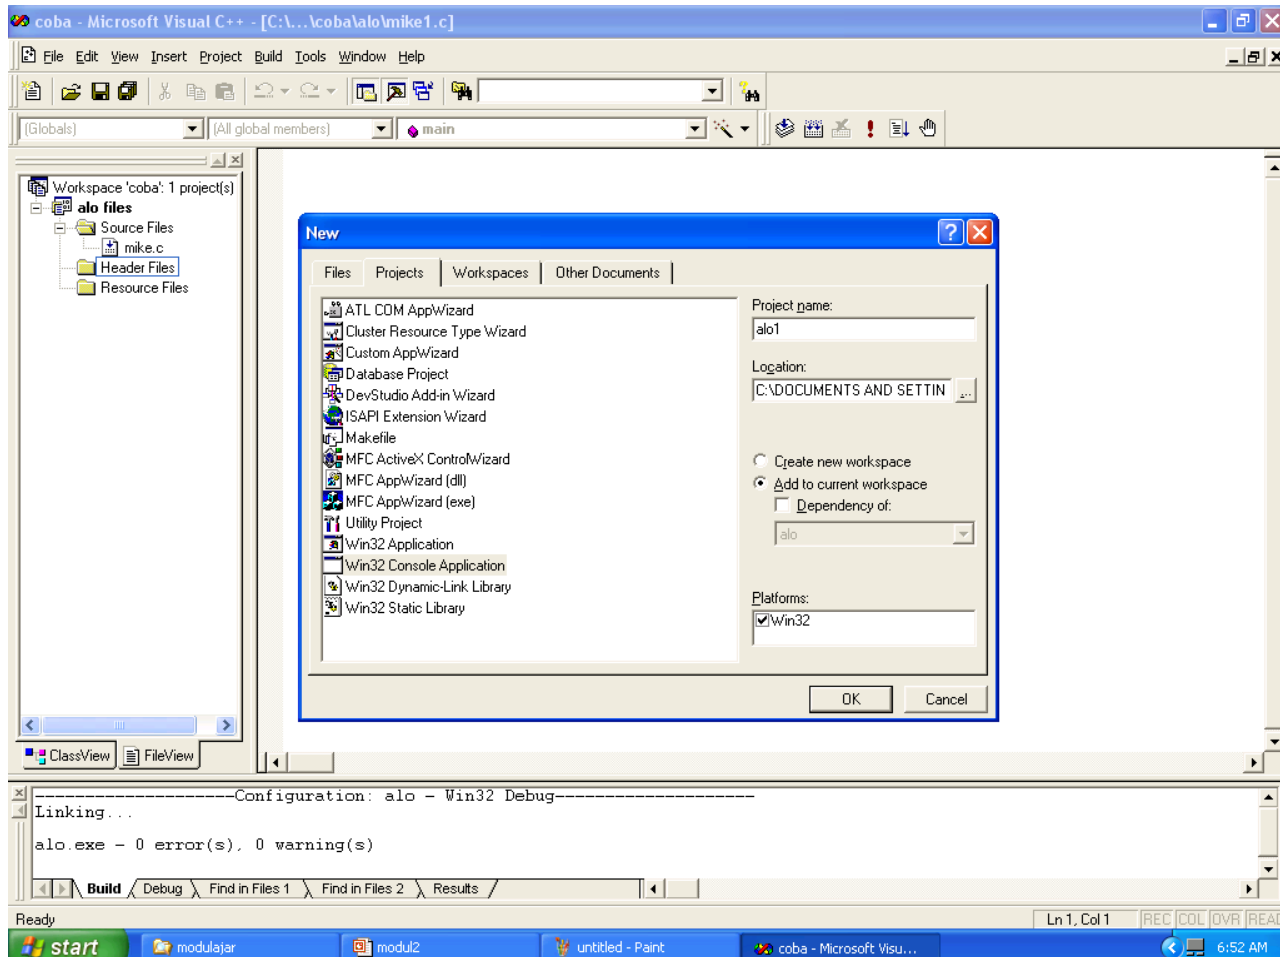 coba - Microsoft Visual C++ - [C:\...\coba\alo\mike1.c]
File Edit View Insert Project Build Tools Window Help
(Globals) (All global members) main
Workspace 'coba': 1 project(s)
alo files
Source Files
mike.c
Header Files
Resource Files
ClassView FileView
New
Files Projects Workspaces Other Documents
ATL COM AppWizard
Cluster Resource Type Wizard
Custom AppWizard
Database Project
DevStudio Add-in Wizard
ISAPI Extension Wizard
Makefile
MFC ActiveX ControlWizard
MFC AppWizard (dll)
MFC AppWizard (exe)
Utility Project
Win32 Application
Win32 Console Application
Win32 Dynamic-Link Library
Win32 Static Library
Project name:
alo1
Location:
C:\DOCUMENTS AND SETTIN ...
Create new workspace
Add to current workspace
Dependency of:
alo
Platforms:
Win32
OK Cancel
--------------------Configuration: alo - Win32 Debug--------------------
Linking...
alo.exe - 0 error(s), 0 warning(s)
Build Debug Find in Files 1 Find in Files 2 Results
Ready Ln 1, Col 1 REC COL OVR READ
start modulajar modul2 untitled - Paint coba - Microsoft Visu... 6:52 AM